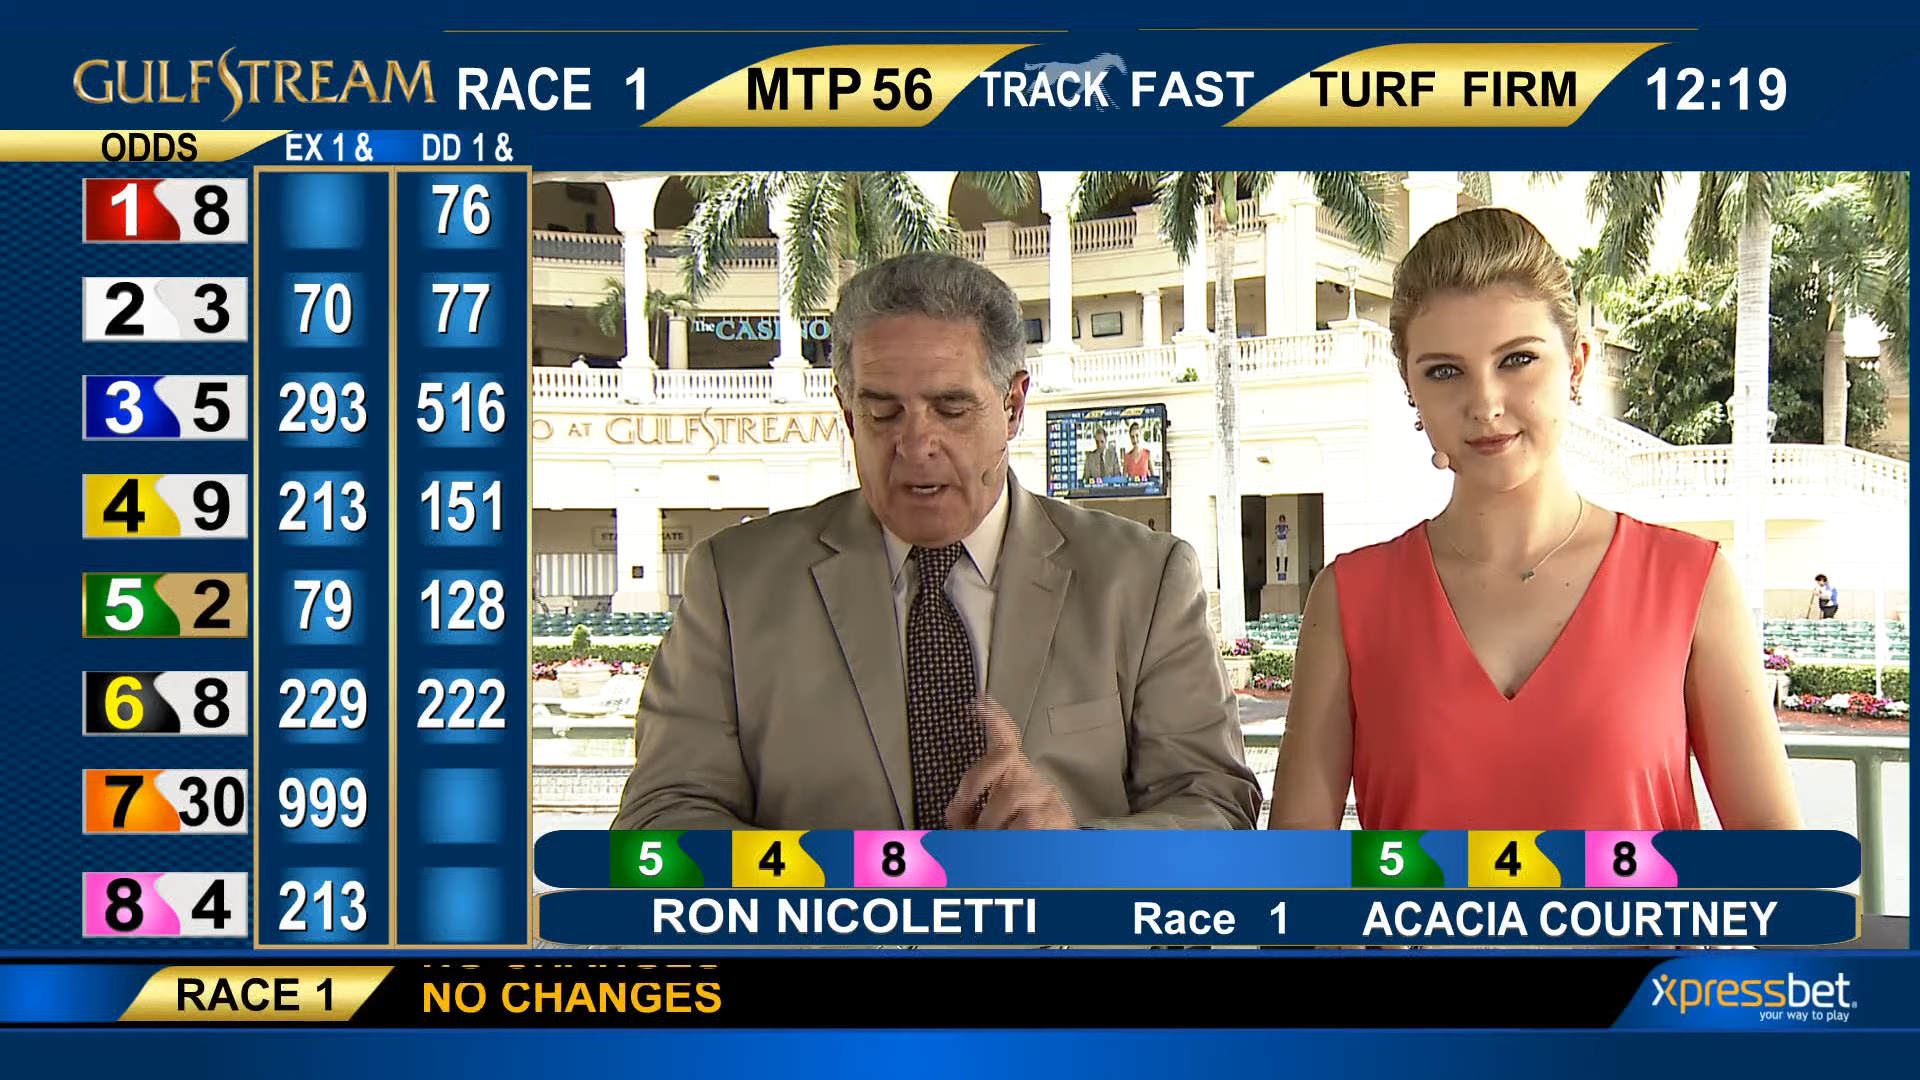 GULFSTREAM RACE 1 MTP 56 TRACK FAST TURF FIRM 12:19
ODDS EX 1 & DD 1 &
1 8 76
2 3 70 77
3 5 293 516
4 9 213 151
5 2 79 128
6 8 229 222
7 30 999
8 4 213
The CASINO
O AT GULFSTREAM
5 4 8 5 4 8
RON NICOLETTI Race 1 ACACIA COURTNEY
RACE 1 NO CHANGES
xpressbet
your way to play